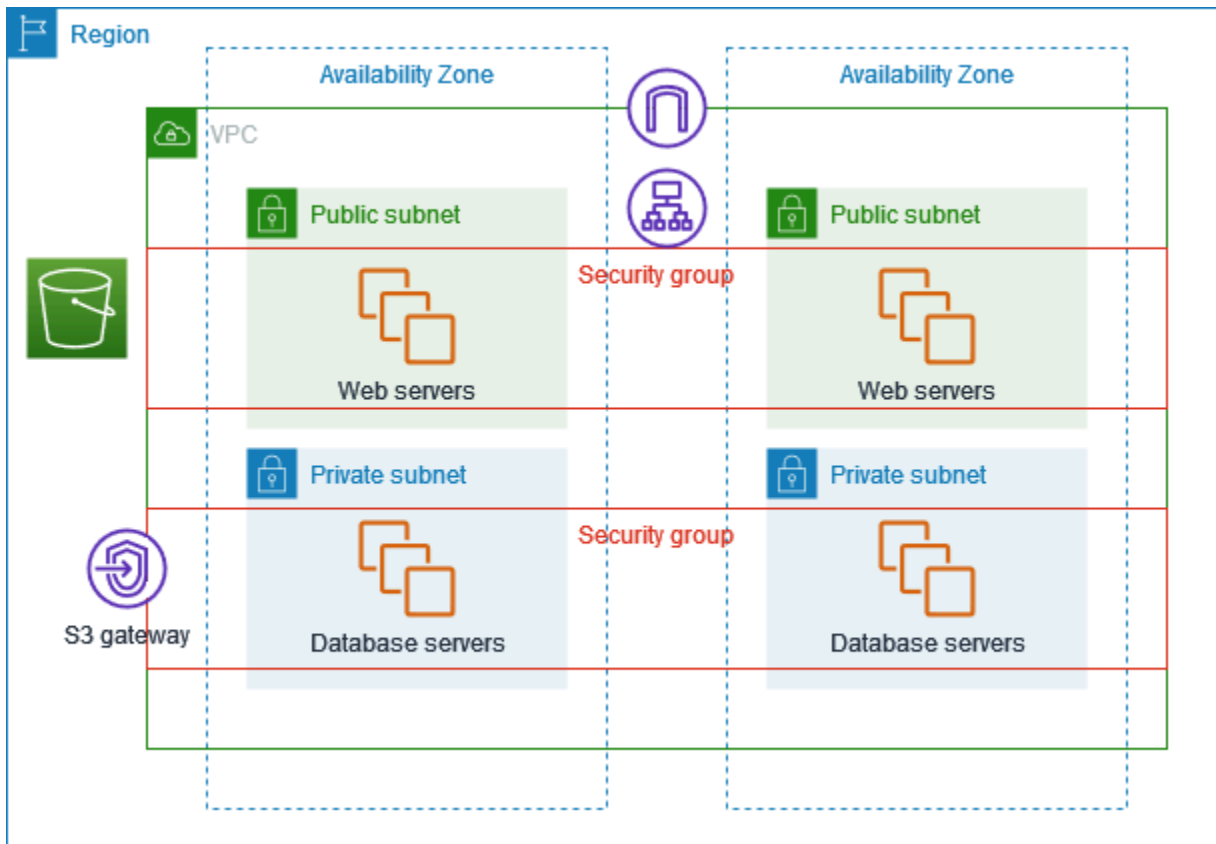 Region
Availability Zone
Availability Zone
VPC
Public subnet
Public subnet
Security group
Web servers
Web servers
Private subnet
Private subnet
Security group
S3 gateway
Database servers
Database servers